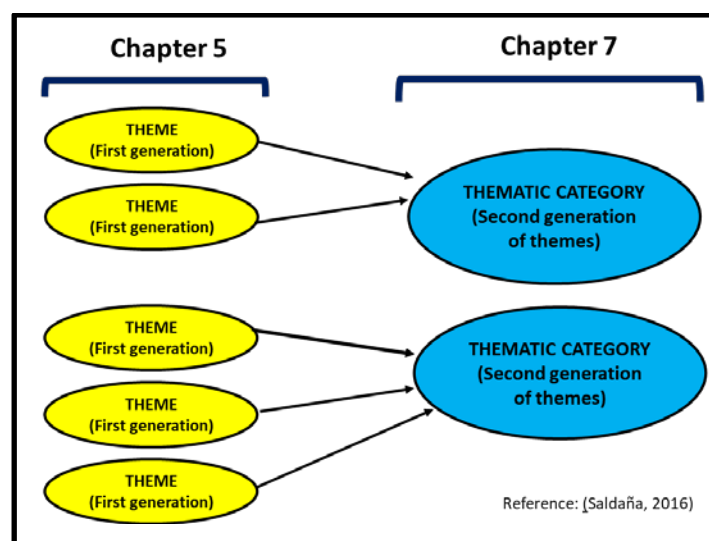 Chapter 5
Chapter 7
THEME
(First generation)
THEME
(First generation)
THEMATIC CATEGORY
(Second generation
of themes)
THEME
(First generation)
THEME
(First generation)
THEME
(First generation)
THEMATIC CATEGORY
(Second generation
of themes)
Reference: (Saldaña, 2016)